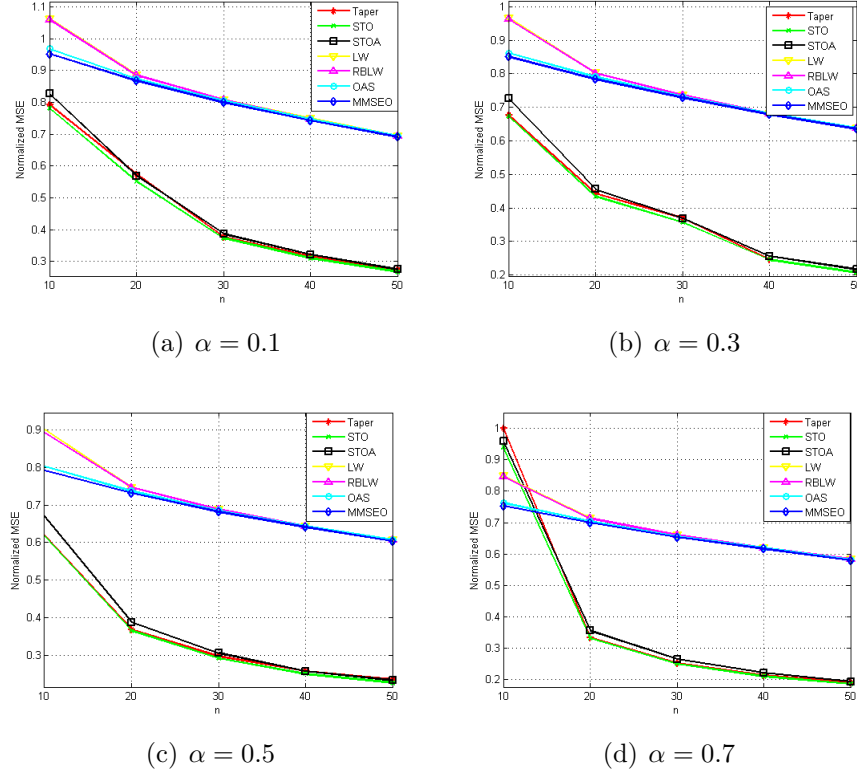 1.1
1
0.9
0.8
0.7
0.6
0.5
0.4
0.3
Normalized MSE
10 20 30 40 50
n
Taper
STO
STOA
LW
RBLW
OAS
MMSEO
(a) α = 0.1
1
0.9
0.8
0.7
0.6
0.5
0.4
0.3
0.2
Normalized MSE
10 20 30 40 50
n
Taper
STO
STOA
LW
RBLW
OAS
MMSEO
(b) α = 0.3
0.9
0.8
0.7
0.6
0.5
0.4
0.3
Normalized MSE
10 20 30 40 50
n
Taper
STO
STOA
LW
RBLW
OAS
MMSEO
(c) α = 0.5
1
0.9
0.8
0.7
0.6
0.5
0.4
0.3
0.2
Normalized MSE
10 20 30 40 50
n
Taper
STO
STOA
LW
RBLW
OAS
MMSEO
(d) α = 0.7